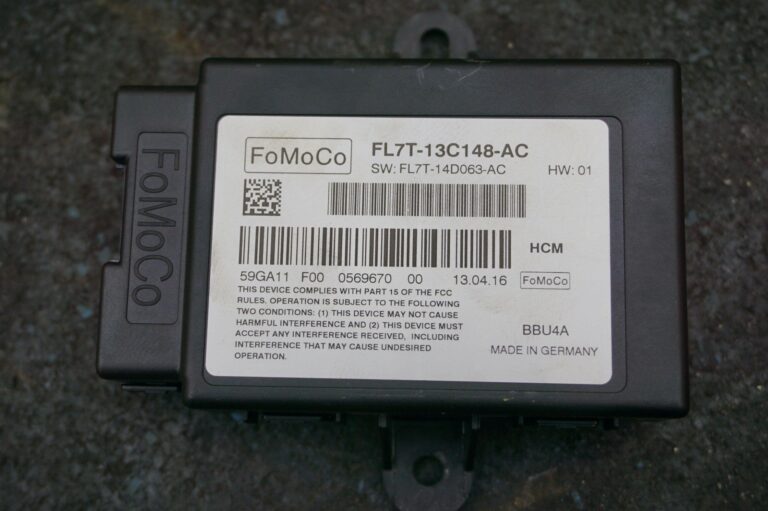 FoMoCo
FoMoCo
FL7T-13C148-AC
SW: FL7T-14D063-AC
HW: 01
HCM
59GA11 F00 0569670 00 13.04.16
FoMoCo
THIS DEVICE COMPLIES WITH PART 15 OF THE FCC
RULES. OPERATION IS SUBJECT TO THE FOLLOWING
TWO CONDITIONS: (1) THIS DEVICE MAY NOT CAUSE
HARMFUL INTERFERENCE AND (2) THIS DEVICE MUST
ACCEPT ANY INTERFERENCE RECEIVED, INCLUDING
INTERFERENCE THAT MAY CAUSE UNDESIRED
OPERATION.
BBU4A
MADE IN GERMANY